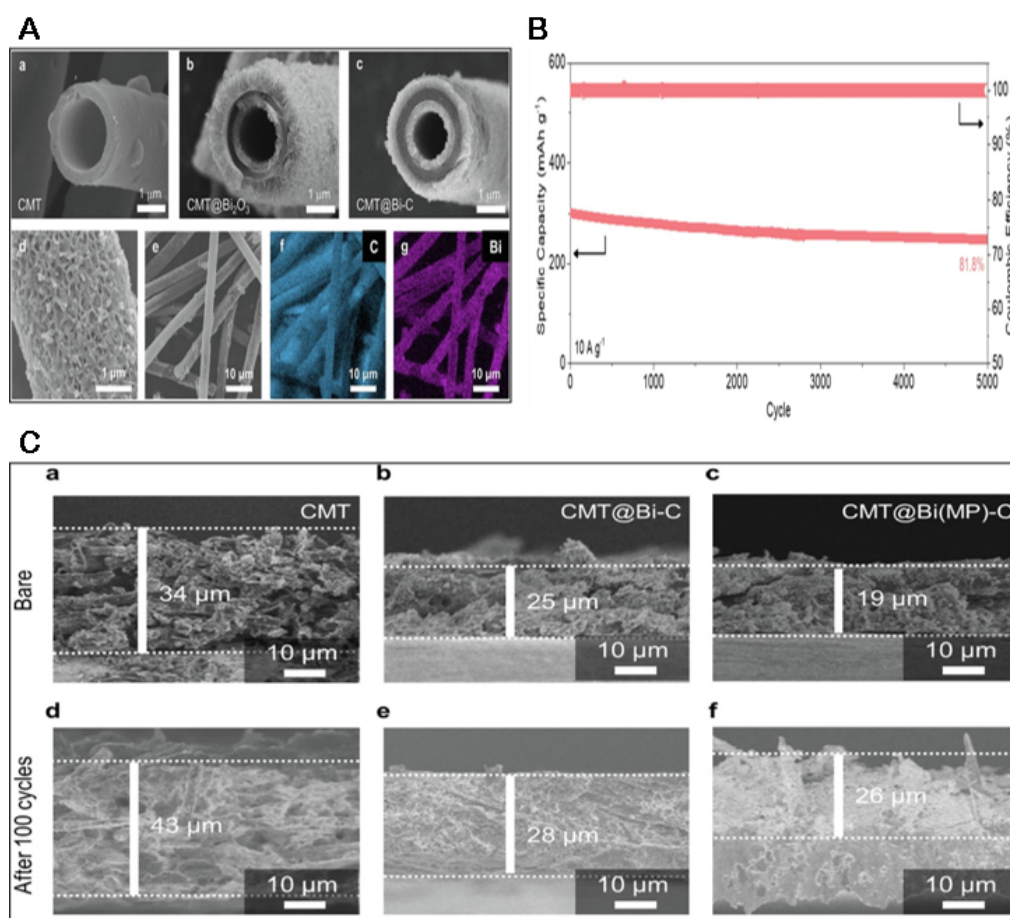 A
a
CMT
1 μm
b
CMT@Bi₂O₃
1 μm
c
CMT@Bi-C
1 μm
d
1 μm
e
10 μm
f
C
10 μm
g
Bi
10 μm
B
Specific Capacity (mAh g⁻¹)
600
400
200
0
10 A g⁻¹
81.8%
0
1000
2000
3000
4000
5000
Cycle
100
90
80
70
60
50
Coulombic Efficiency (%)
C
Bare
a
CMT
34 μm
10 μm
b
CMT@Bi-C
25 μm
10 μm
c
CMT@Bi(MP)-C
19 μm
10 μm
After 100 cycles
d
43 μm
10 μm
e
28 μm
10 μm
f
26 μm
10 μm